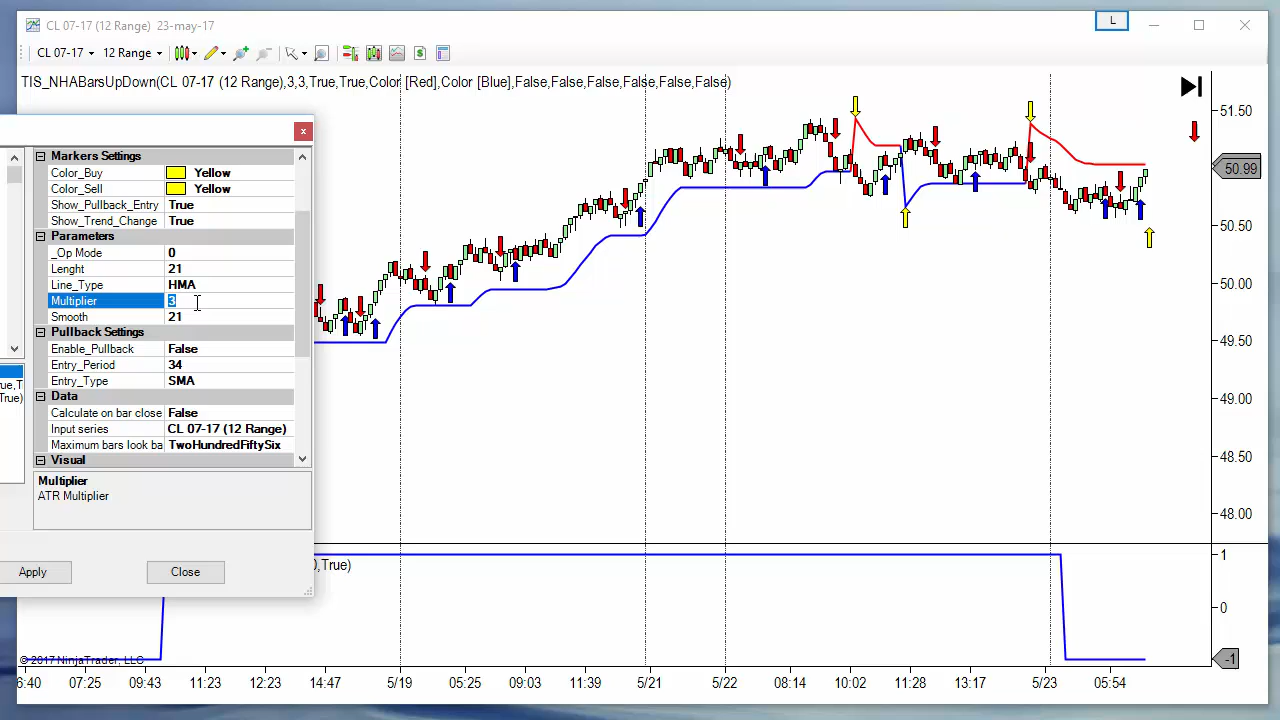 CL 07-17 (12 Range) 23-may-17
L
CL 07-17 12 Range
TIS_NHABarsUpDown(CL 07-17 (12 Range),3,3,True,True,Color [Red],Color [Blue],False,False,False,False,False,False)
Markers Settings
Color_Buy Yellow
Color_Sell Yellow
Show_Pullback_Entry True
Show_Trend_Change True
Parameters
_Op Mode 0
Lenght 21
Line_Type HMA
Multiplier 3
Smooth 21
Pullback Settings
Enable_Pullback False
Entry_Period 34
Entry_Type SMA
Data
Calculate on bar close False
Input series CL 07-17 (12 Range)
Maximum bars look ba TwoHundredFiftySix
Visual
ue,T
True)
Multiplier
ATR Multiplier
Apply
Close
51.50
50.99
50.50
50.00
49.50
49.00
48.50
48.00
0,True)
1
0
-1
© 2017 NinjaTrader, LLC
6:40 07:25 09:43 11:23 12:23 14:47 5/19 05:25 09:03 11:39 5/21 5/22 08:14 10:02 11:28 13:17 5/23 05:54